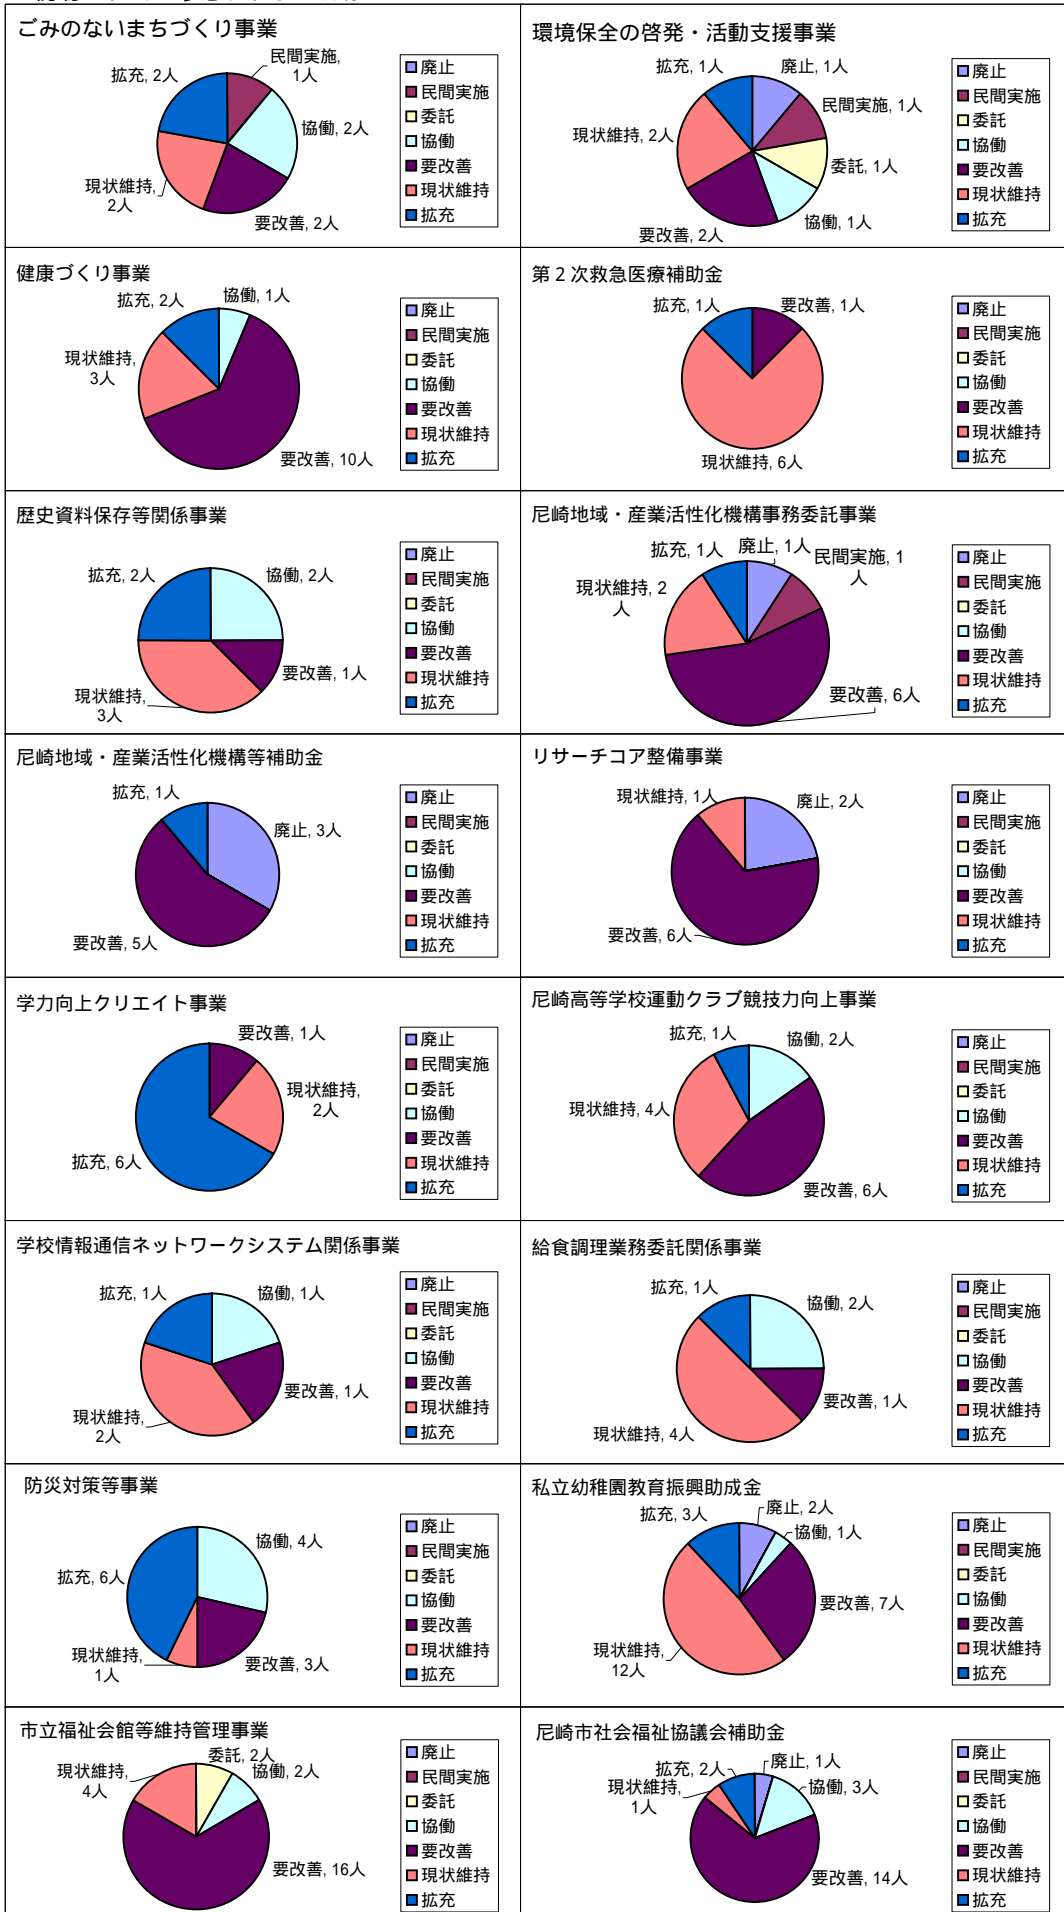 ごみのないまちづくり事業
拡充, 2人
民間実施,
1人
協働, 2人
現状維持,
2人
要改善, 2人
廃止
民間実施
委託
協働
要改善
現状維持
拡充
環境保全の啓発・活動支援事業
拡充, 1人
廃止, 1人
民間実施, 1人
現状維持, 2人
委託, 1人
協働, 1人
要改善, 2人
廃止
民間実施
委託
協働
要改善
現状維持
拡充
健康づくり事業
拡充, 2人
協働, 1人
現状維持,
3人
要改善, 10人
廃止
民間実施
委託
協働
要改善
現状維持
拡充
第2次救急医療補助金
拡充, 1人
要改善, 1人
現状維持, 6人
廃止
民間実施
委託
協働
要改善
現状維持
拡充
歴史資料保存等関係事業
拡充, 2人
協働, 2人
要改善, 1人
現状維持,
3人
廃止
民間実施
委託
協働
要改善
現状維持
拡充
尼崎地域・産業活性化機構事務委託事業
拡充, 1人
廃止, 1人
民間実施, 1
人
現状維持, 2
人
要改善, 6人
廃止
民間実施
委託
協働
要改善
現状維持
拡充
尼崎地域・産業活性化機構等補助金
拡充, 1人
廃止, 3人
要改善, 5人
廃止
民間実施
委託
協働
要改善
現状維持
拡充
リサーチコア整備事業
現状維持, 1人
廃止, 2人
要改善, 6人
廃止
民間実施
委託
協働
要改善
現状維持
拡充
学力向上クリエイト事業
要改善, 1人
現状維持,
2人
拡充, 6人
廃止
民間実施
委託
協働
要改善
現状維持
拡充
尼崎高等学校運動クラブ競技力向上事業
拡充, 1人
協働, 2人
現状維持, 4人
要改善, 6人
廃止
民間実施
委託
協働
要改善
現状維持
拡充
学校情報通信ネットワークシステム関係事業
拡充, 1人
協働, 1人
要改善, 1人
現状維持,
2人
廃止
民間実施
委託
協働
要改善
現状維持
拡充
給食調理業務委託関係事業
拡充, 1人
協働, 2人
要改善, 1人
現状維持, 4人
廃止
民間実施
委託
協働
要改善
現状維持
拡充
防災対策等事業
協働, 4人
拡充, 6人
現状維持,
1人
要改善, 3人
廃止
民間実施
委託
協働
要改善
現状維持
拡充
私立幼稚園教育振興助成金
拡充, 3人
廃止, 2人
協働, 1人
要改善, 7人
現状維持,
12人
廃止
民間実施
委託
協働
要改善
現状維持
拡充
市立福祉会館等維持管理事業
委託, 2人
現状維持,
4人
協働, 2人
要改善, 16人
廃止
民間実施
委託
協働
要改善
現状維持
拡充
尼崎市社会福祉協議会補助金
拡充, 2人
廃止, 1人
現状維持,
1人
協働, 3人
要改善, 14人
廃止
民間実施
委託
協働
要改善
現状維持
拡充